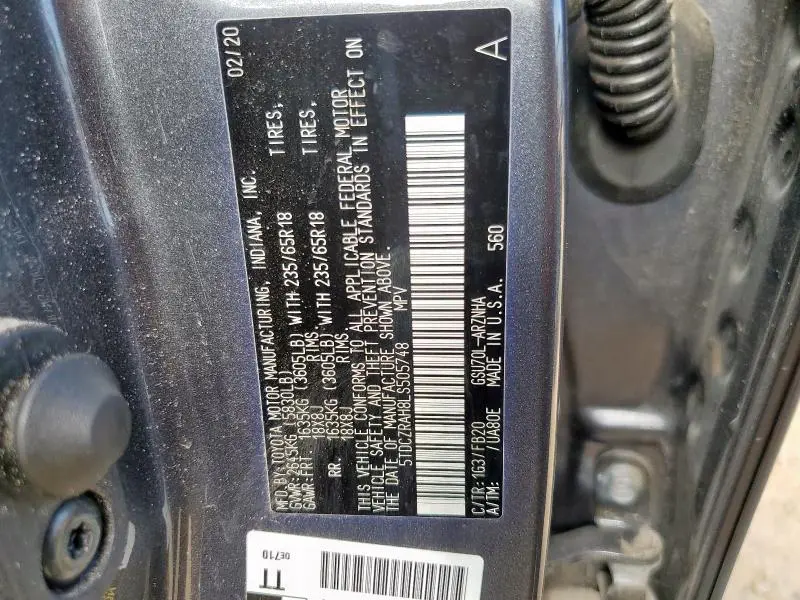 MFD.BY:TOYOTA MOTOR MANUFACTURING, INDIANA, INC. 02/20
GVWR:2645KG (5830LB)
GAWR:FRT 1635KG (3605LB) WITH 235/65R18 TIRES,
18X8J RIMS,
RR 1635KG (3605LB) WITH 235/65R18 TIRES,
18X8J RIMS
THIS VEHICLE CONFORMS TO ALL APPLICABLE FEDERAL MOTOR
VEHICLE SAFETY AND THEFT PREVENTION STANDARDS IN EFFECT ON
THE DATE OF MANUFACTURE SHOWN ABOVE.
5TDCZRAH8LS505748 MPV
C/TR:1G3/FB20 GSU70L-ARZNHA
A/TM: /UA80E MADE IN U.S.A. 560 A
0E710
TT